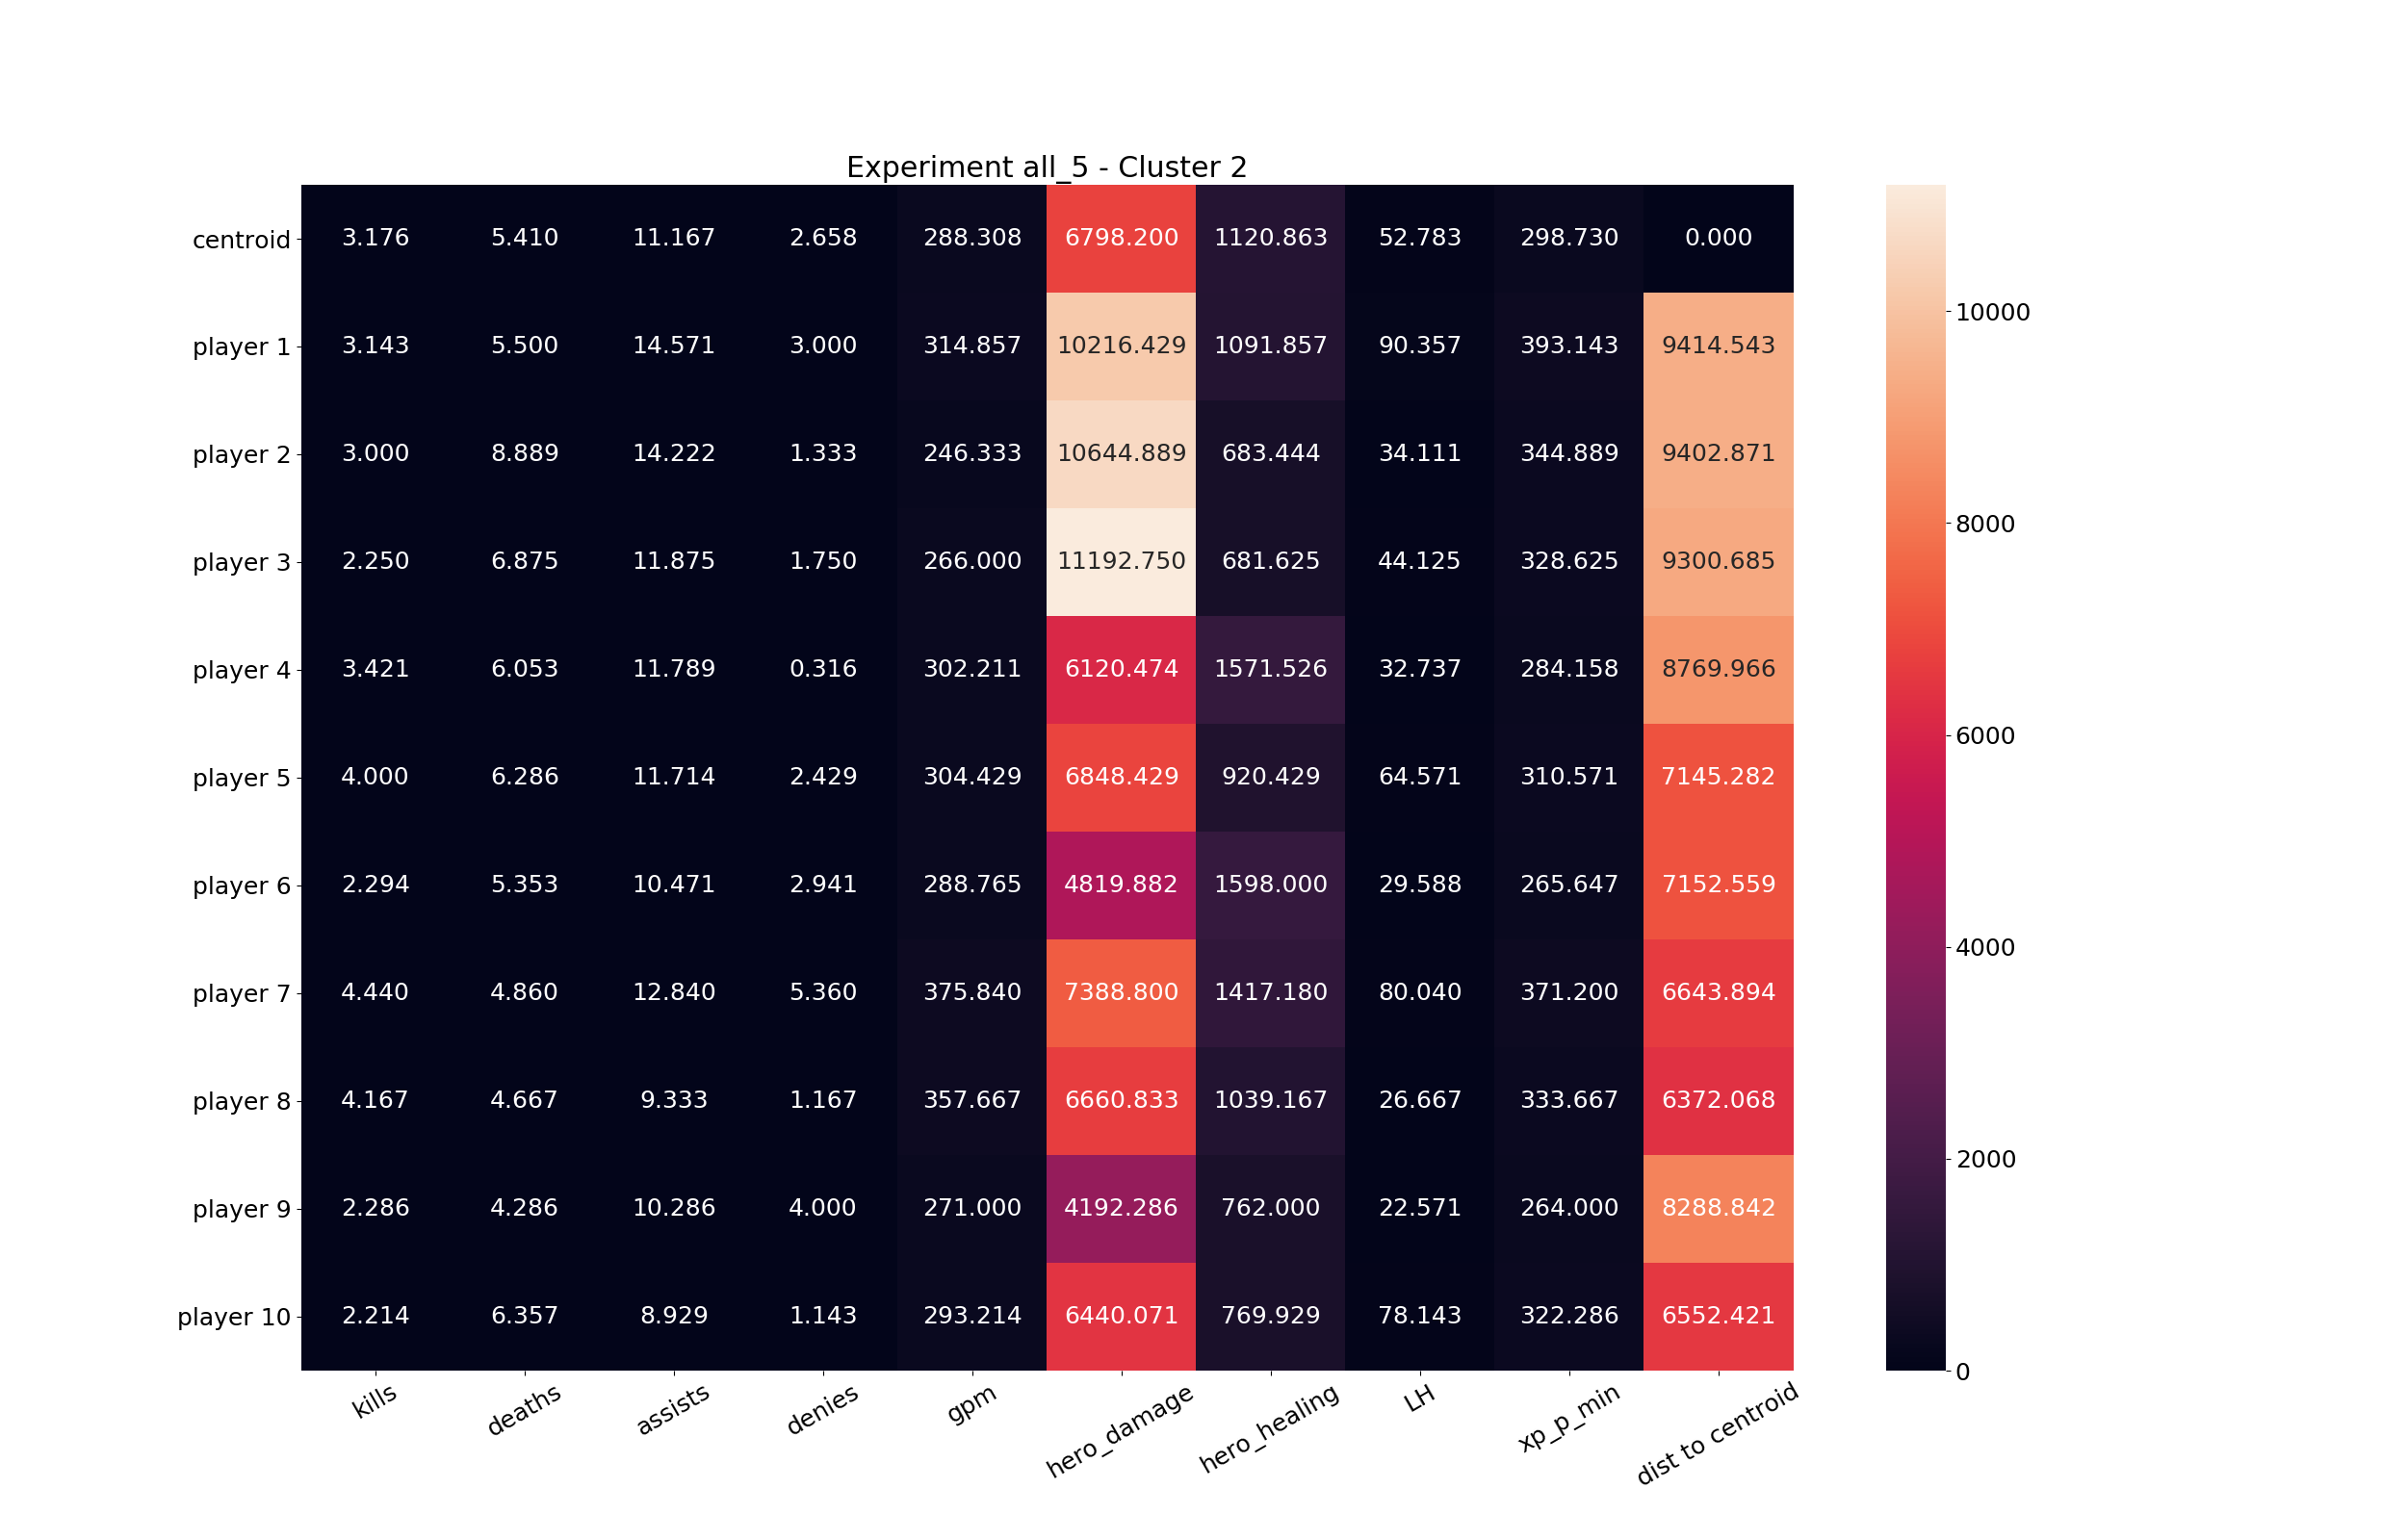 Experiment all_5 - Cluster 2
centroid 3.176 5.410 11.167 2.658 288.308 6798.200 1120.863 52.783 298.730 0.000
player 1 3.143 5.500 14.571 3.000 314.857 10216.429 1091.857 90.357 393.143 9414.543
player 2 3.000 8.889 14.222 1.333 246.333 10644.889 683.444 34.111 344.889 9402.871
player 3 2.250 6.875 11.875 1.750 266.000 11192.750 681.625 44.125 328.625 9300.685
player 4 3.421 6.053 11.789 0.316 302.211 6120.474 1571.526 32.737 284.158 8769.966
player 5 4.000 6.286 11.714 2.429 304.429 6848.429 920.429 64.571 310.571 7145.282
player 6 2.294 5.353 10.471 2.941 288.765 4819.882 1598.000 29.588 265.647 7152.559
player 7 4.440 4.860 12.840 5.360 375.840 7388.800 1417.180 80.040 371.200 6643.894
player 8 4.167 4.667 9.333 1.167 357.667 6660.833 1039.167 26.667 333.667 6372.068
player 9 2.286 4.286 10.286 4.000 271.000 4192.286 762.000 22.571 264.000 8288.842
player 10 2.214 6.357 8.929 1.143 293.214 6440.071 769.929 78.143 322.286 6552.421
kills deaths assists denies gpm hero_damage hero_healing LH xp_p_min dist to centroid
10000
8000
6000
4000
2000
0